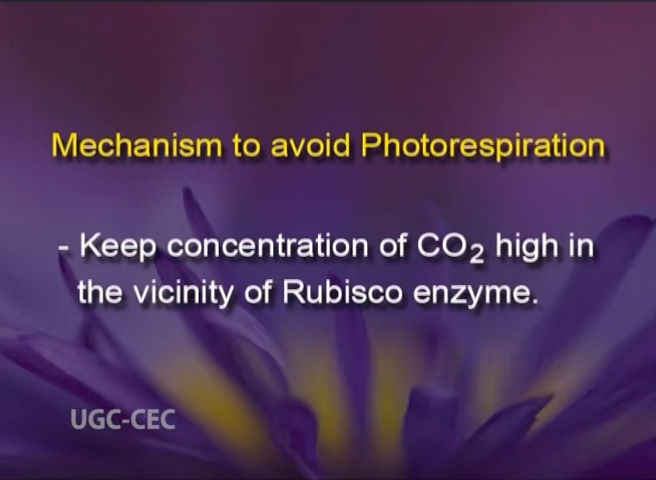 Mechanism to avoid Photorespiration
- Keep concentration of CO₂ high in
the vicinity of Rubisco enzyme.
UGC-CEC